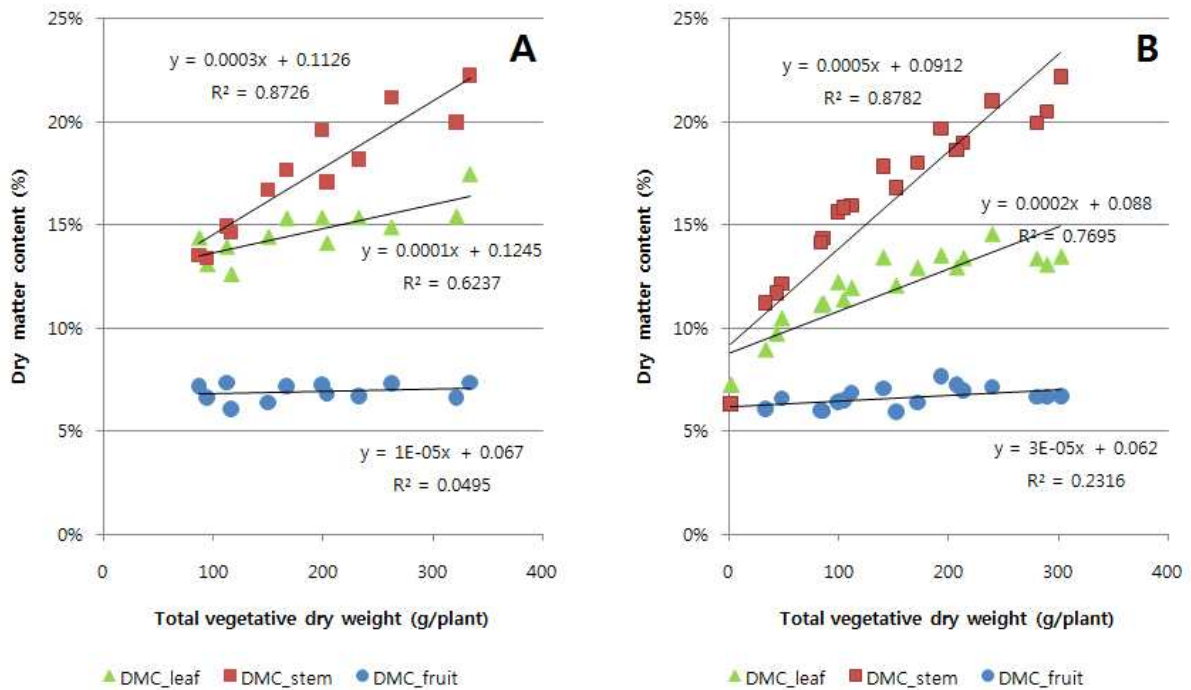 A
25%
20%
15%
10%
5%
0%
Dry matter content (%)
y = 0.0003x + 0.1126
R² = 0.8726
y = 0.0001x + 0.1245
R² = 0.6237
y = 1E-05x + 0.067
R² = 0.0495
0 100 200 300 400
Total vegetative dry weight (g/plant)
DMC_leaf DMC_stem DMC_fruit
B
25%
20%
15%
10%
5%
0%
Dry matter content (%)
y = 0.0005x + 0.0912
R² = 0.8782
y = 0.0002x + 0.088
R² = 0.7695
y = 3E-05x + 0.062
R² = 0.2316
0 100 200 300 400
Total vegetative dry weight (g/plant)
DMC_leaf DMC_stem DMC_fruit